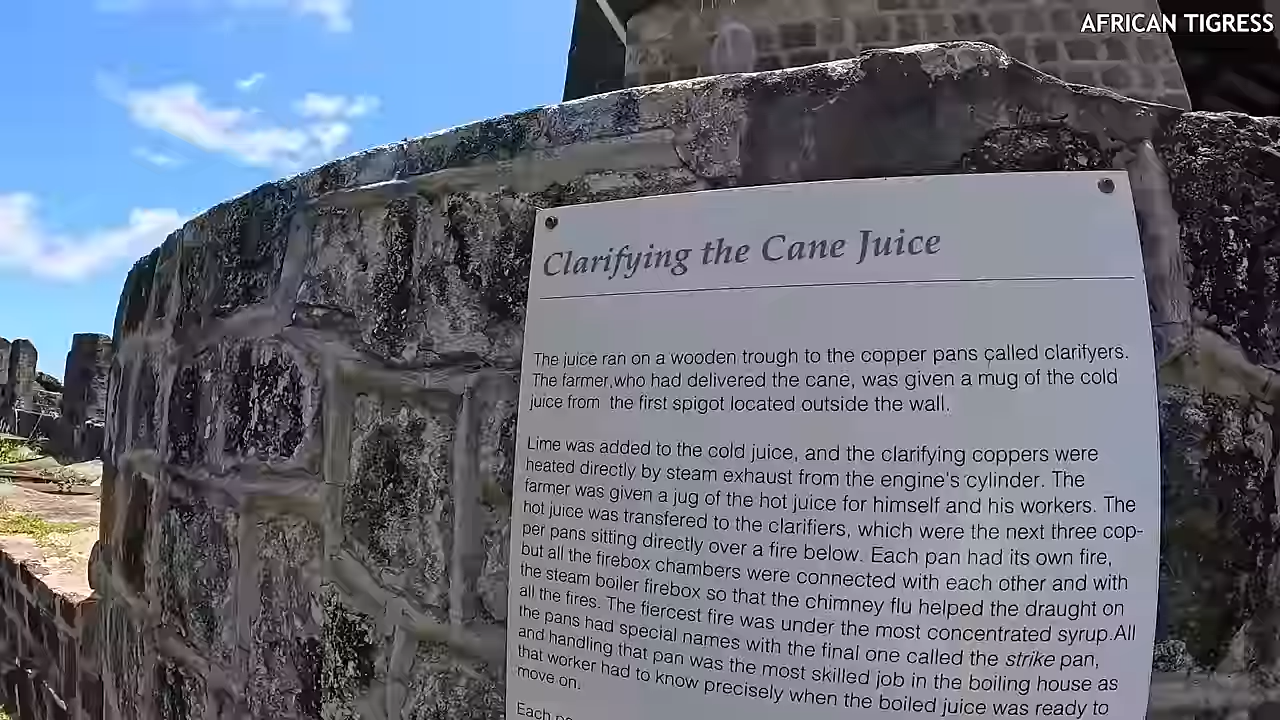 AFRICAN TIGRESS
Clarifying the Cane Juice
The juice ran on a wooden trough to the copper pans called clarifyers.
The farmer,who had delivered the cane, was given a mug of the cold
juice from the first spigot located outside the wall.
Lime was added to the cold juice, and the clarifying coppers were
heated directly by steam exhaust from the engine's cylinder. The
farmer was given a jug of the hot juice for himself and his workers. The
hot juice was transfered to the clarifiers, which were the next three cop-
per pans sitting directly over a fire below. Each pan had its own fire,
but all the firebox chambers were connected with each other and with
the steam boiler firebox so that the chimney flu helped the draught on
all the fires. The fiercest fire was under the most concentrated syrup.All
the pans had special names with the final one called the strike pan,
and handling that pan was the most skilled job in the boiling house as
that worker had to know precisely when the boiled juice was ready to
move on.
Each